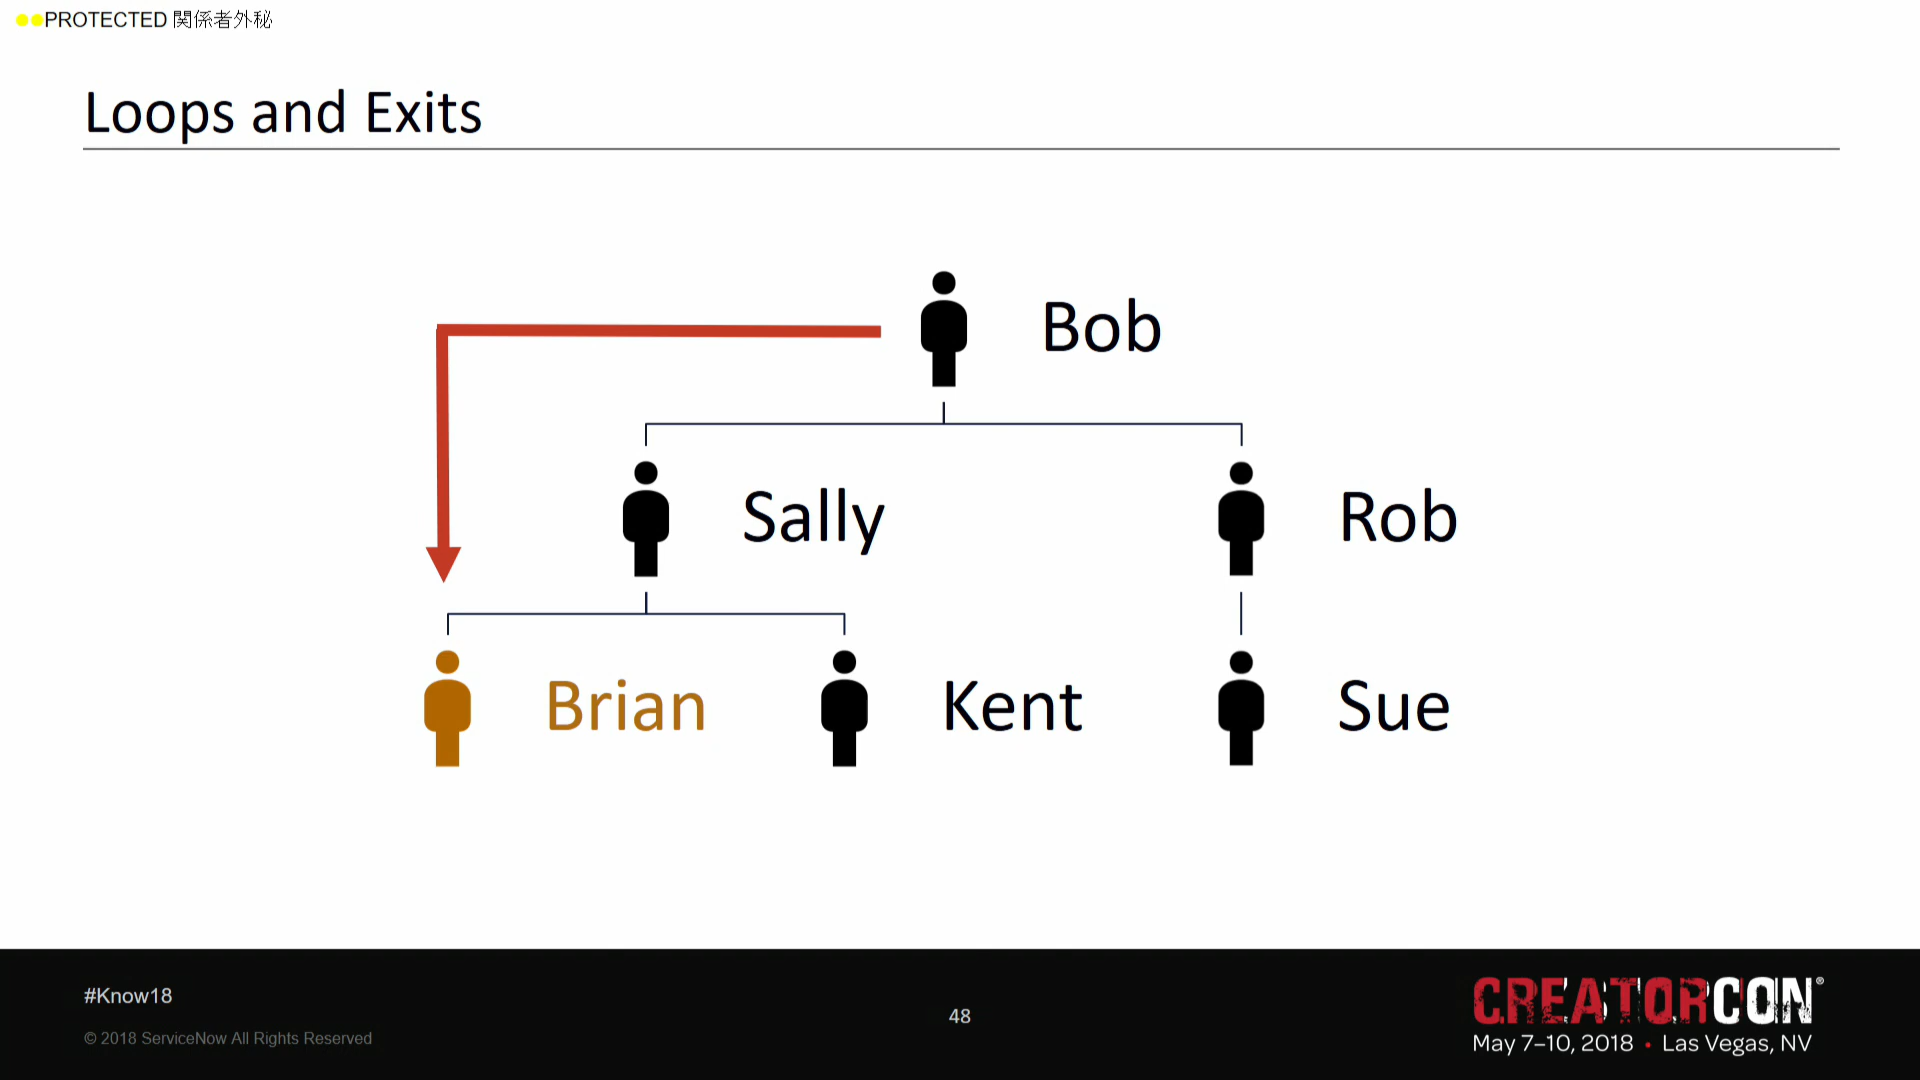 PROTECTED 関係者外秘
Loops and Exits
Bob
Sally
Rob
Brian
Kent
Sue
#Know18
© 2018 ServiceNow All Rights Reserved
48
CREATORCON®
May 7–10, 2018 • Las Vegas, NV